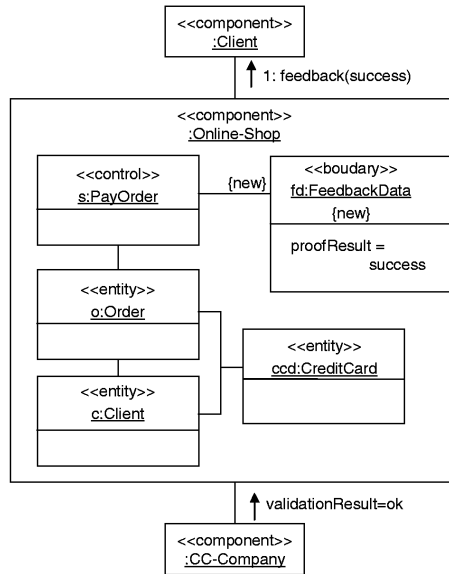 <<component>>
:Client
1: feedback(success)
<<component>>
:Online-Shop
<<control>>
s:PayOrder
{new}
<<boudary>>
fd:FeedbackData
{new}
proofResult =
success
<<entity>>
o:Order
<<entity>>
ccd:CreditCard
<<entity>>
c:Client
validationResult=ok
<<component>>
:CC-Company